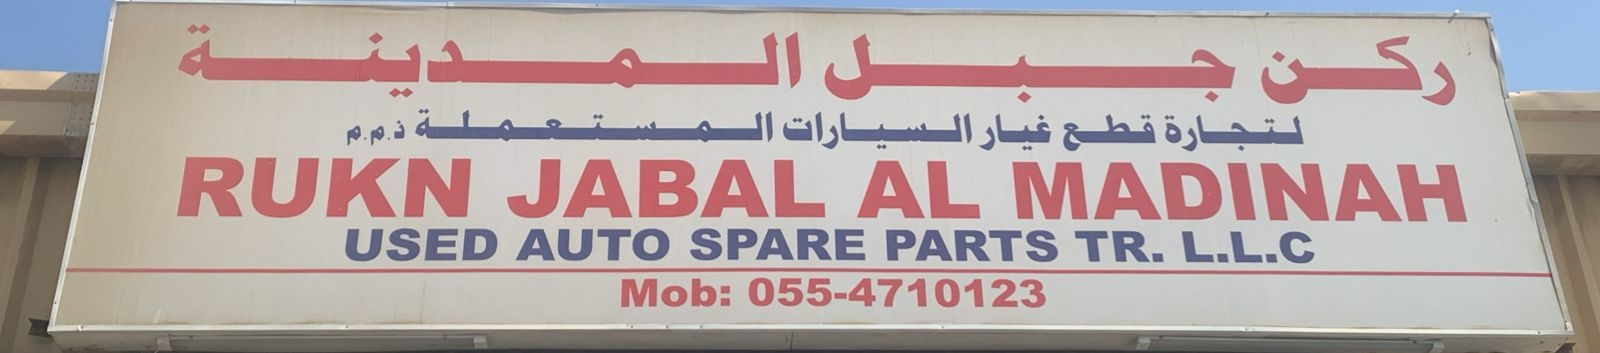 ركن جبل المدينة
لتجارة قطع غيار السيارات المستعملة ذ.م.م
RUKN JABAL AL MADINAH
USED AUTO SPARE PARTS TR. L.L.C
Mob: 055-4710123